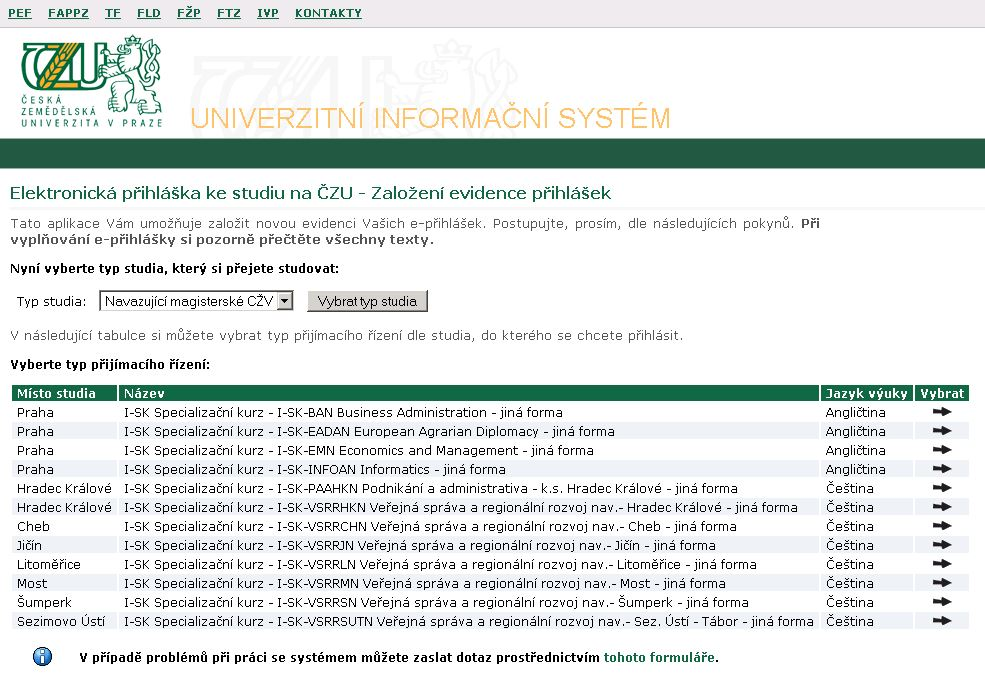 PEF FAPPZ TF FLD FŽP FTZ IVP KONTAKTY
ČZU
ČESKÁ
ZEMĚDĚLSKÁ
UNIVERZITA V PRAZE
UNIVERZITNÍ INFORMAČNÍ SYSTÉM
Elektronická přihláška ke studiu na ČZU - Založení evidence přihlášek
Tato aplikace Vám umožňuje založit novou evidenci Vašich e-přihlášek. Postupujte, prosím, dle následujících pokynů. Při
vyplňování e-přihlášky si pozorně přečtěte všechny texty.
Nyní vyberte typ studia, který si přejete studovat:
Typ studia: Navazující magisterské CŽV Vybrat typ studia
V následující tabulce si můžete vybrat typ přijímacího řízení dle studia, do kterého se chcete přihlásit.
Vyberte typ přijímacího řízení:
Místo studia Název Jazyk výuky Vybrat
Praha I-SK Specializační kurz - I-SK-BAN Business Administration - jiná forma Angličtina
Praha I-SK Specializační kurz - I-SK-EADAN European Agrarian Diplomacy - jiná forma Angličtina
Praha I-SK Specializační kurz - I-SK-EMN Economics and Management - jiná forma Angličtina
Praha I-SK Specializační kurz - I-SK-INFOAN Informatics - jiná forma Angličtina
Hradec Králové I-SK Specializační kurz - I-SK-PAAHKN Podnikání a administrativa - k.s. Hradec Králové - jiná forma Čeština
Hradec Králové I-SK Specializační kurz - I-SK-VSRRHKN Veřejná správa a regionální rozvoj nav.- Hradec Králové - jiná forma Čeština
Cheb I-SK Specializační kurz - I-SK-VSRRCHN Veřejná správa a regionální rozvoj nav.- Cheb - jiná forma Čeština
Jičín I-SK Specializační kurz - I-SK-VSRRJN Veřejná správa a regionální rozvoj nav.- Jičín - jiná forma Čeština
Litoměřice I-SK Specializační kurz - I-SK-VSRRLN Veřejná správa a regionální rozvoj nav.- Litoměřice - jiná forma Čeština
Most I-SK Specializační kurz - I-SK-VSRRMN Veřejná správa a regionální rozvoj nav.- Most - jiná forma Čeština
Šumperk I-SK Specializační kurz - I-SK-VSRRSN Veřejná správa a regionální rozvoj nav.- Šumperk - jiná forma Čeština
Sezimovo Ústí I-SK Specializační kurz - I-SK-VSRRSUTN Veřejná správa a regionální rozvoj nav.- Sez. Ústí - Tábor - jiná forma Čeština
V případě problémů při práci se systémem můžete zaslat dotaz prostřednictvím tohoto formuláře.